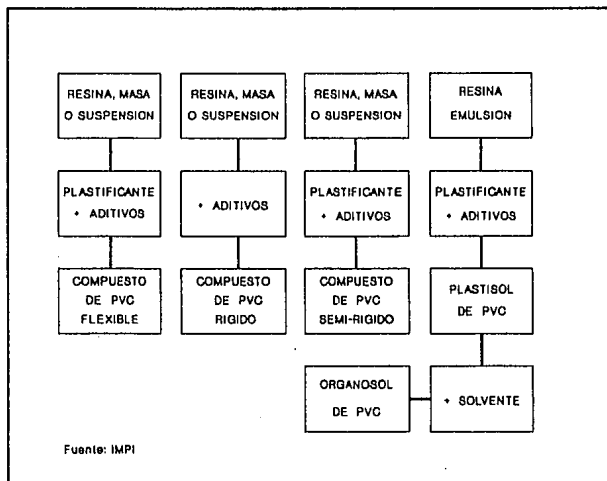 RESINA, MASA
O SUSPENSION
RESINA, MASA
O SUSPENSION
RESINA, MASA
O SUSPENSION
RESINA
EMULSION
PLASTIFICANTE
+ ADITIVOS
+ ADITIVOS
PLASTIFICANTE
+ ADITIVOS
PLASTIFICANTE
+ ADITIVOS
COMPUESTO
DE PVC
FLEXIBLE
COMPUESTO
DE PVC
RIGIDO
COMPUESTO
DE PVC
SEMI-RIGIDO
PLASTISOL
DE PVC
ORGANOSOL
DE PVC
+ SOLVENTE
Fuente: IMPI